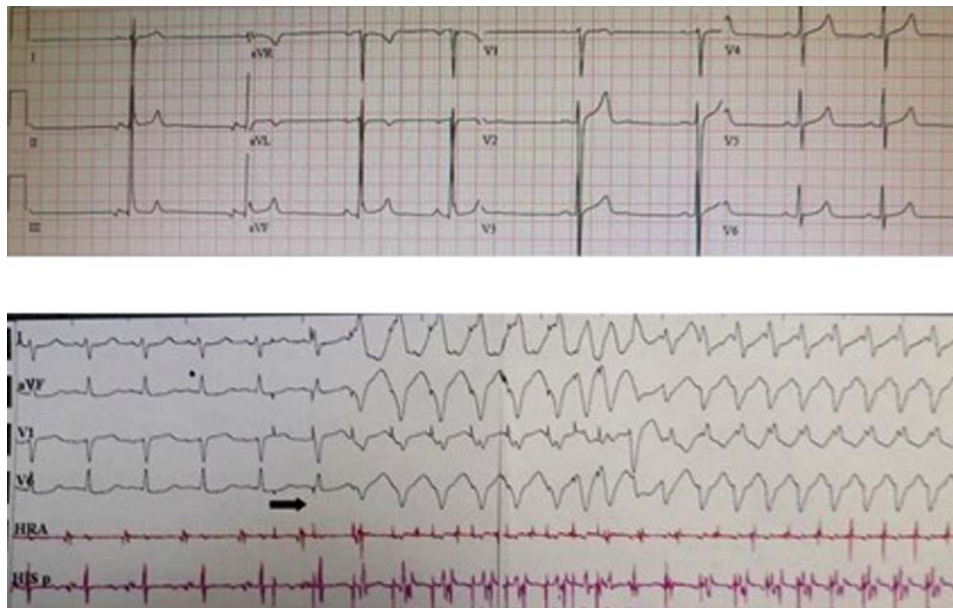 I aVR V1 V4
II aVL V2 V5
III aVF V3 V6
I
aVF
V1
V6
HRA
HIS p